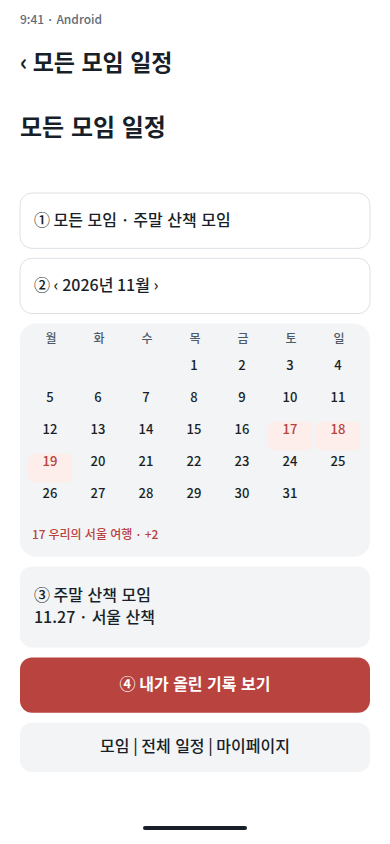 9:41 · Android
‹ 모든 모임 일정
모든 모임 일정
① 모든 모임 · 주말 산책 모임
② ‹ 2026년 11월 ›
월 화 수 목 금 토 일
1 2 3 4
5 6 7 8 9 10 11
12 13 14 15 16 17 18
19 20 21 22 23 24 25
26 27 28 29 30 31
17 우리의 서울 여행 · +2
③ 주말 산책 모임
11.27 · 서울 산책
④ 내가 올린 기록 보기
모임 | 전체 일정 | 마이페이지